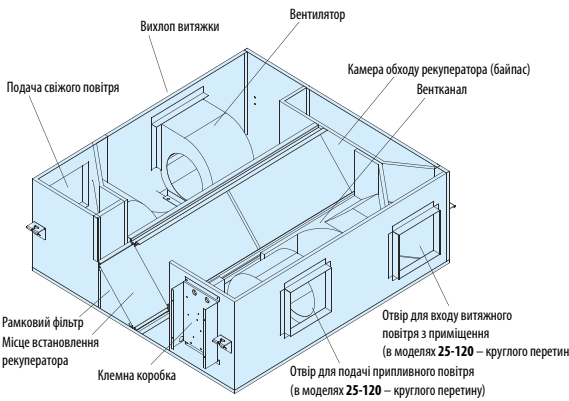 Вентилятор
Вихлоп витяжки
Камера обходу рекуператора (байпас)
Подача свіжого повітря
Вентканал
Рамковий фільтр
Місце встановлення
рекуператора
Клемна коробка
Отвір для входу витяжного
повітря з приміщення
(в моделях 25-120 – круглого перетин
Отвір для подачі припливного повітря
(в моделях 25-120 – круглого перетину)